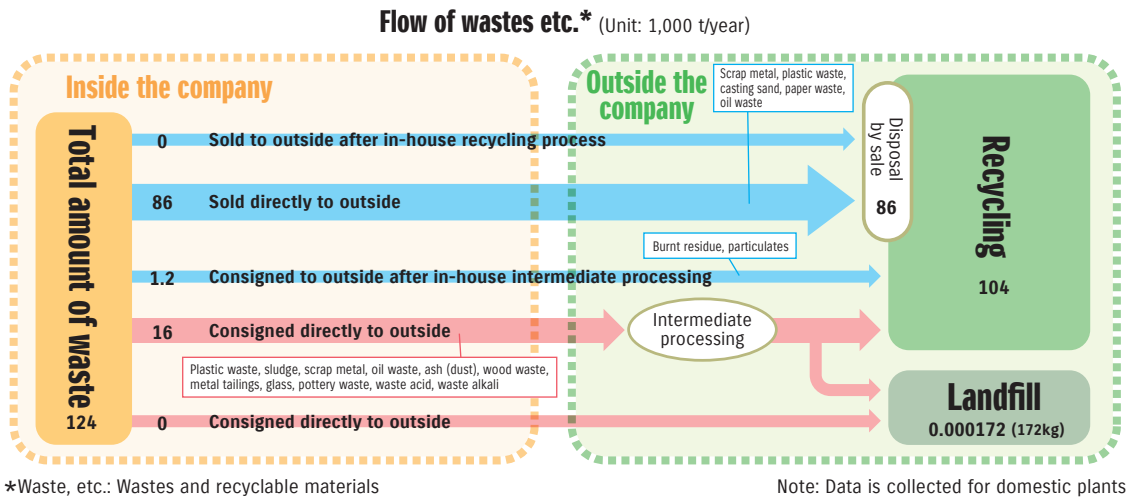 Flow of wastes etc.* (Unit: 1,000 t/year)
Inside the company
Total amount of waste
124
0 Sold to outside after in-house recycling process
86 Sold directly to outside
1.2 Consigned to outside after in-house intermediate processing
16 Consigned directly to outside
Plastic waste, sludge, scrap metal, oil waste, ash (dust), wood waste,
metal tailings, glass, pottery waste, waste acid, waste alkali
0 Consigned directly to outside
Outside the
company
Scrap metal, plastic waste,
casting sand, paper waste,
oil waste
Disposal
by sale
86
Burnt residue, particulates
Intermediate
processing
Recycling
104
Landfill
0.000172 (172kg)
*Waste, etc.: Wastes and recyclable materials
Note: Data is collected for domestic plants